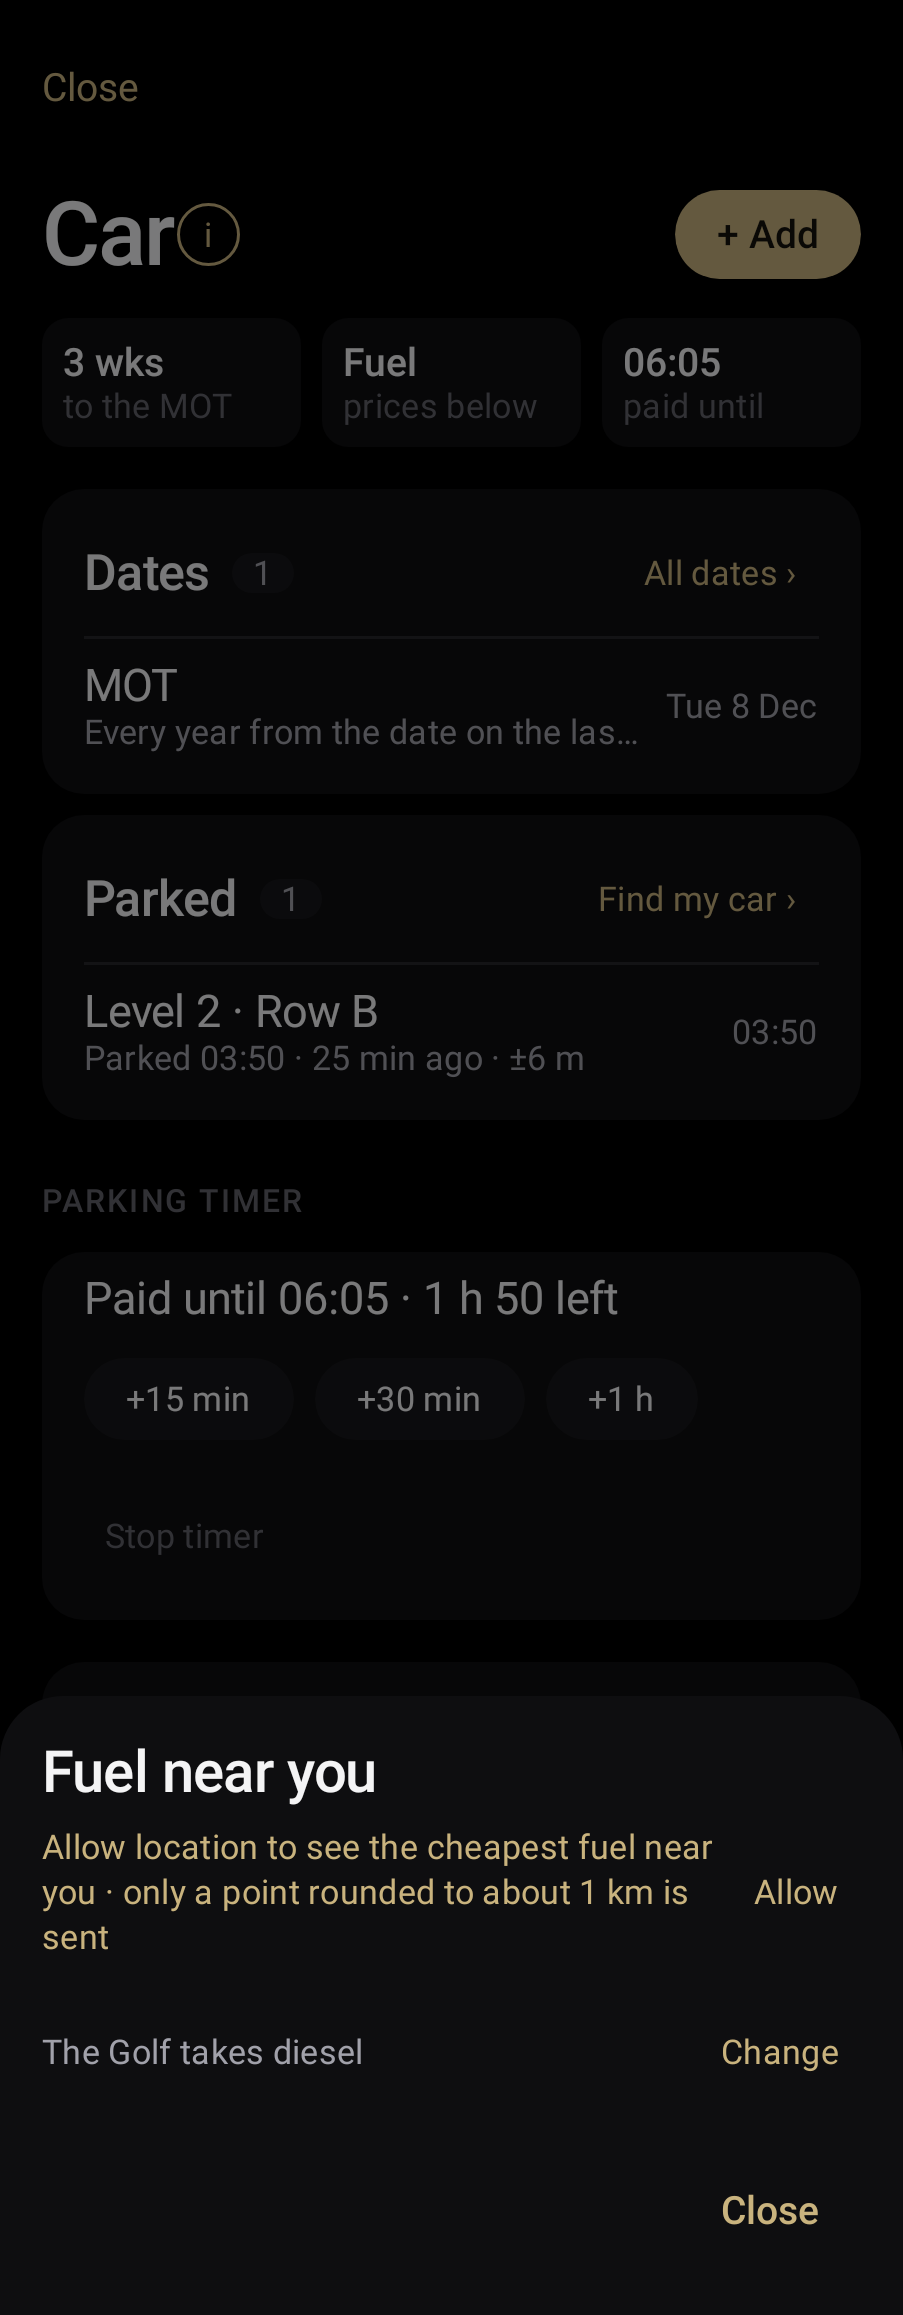 Close
Car i + Add
3 wks
to the MOT
Fuel
prices below
06:05
paid until
Dates 1 All dates ›
MOT
Every year from the date on the las…
Tue 8 Dec
Parked 1 Find my car ›
Level 2 · Row B
Parked 03:50 · 25 min ago · ±6 m
03:50
PARKING TIMER
Paid until 06:05 · 1 h 50 left
+15 min +30 min +1 h
Stop timer
Fuel near you
Allow location to see the cheapest fuel near
you · only a point rounded to about 1 km is
sent
Allow
The Golf takes diesel Change
Close